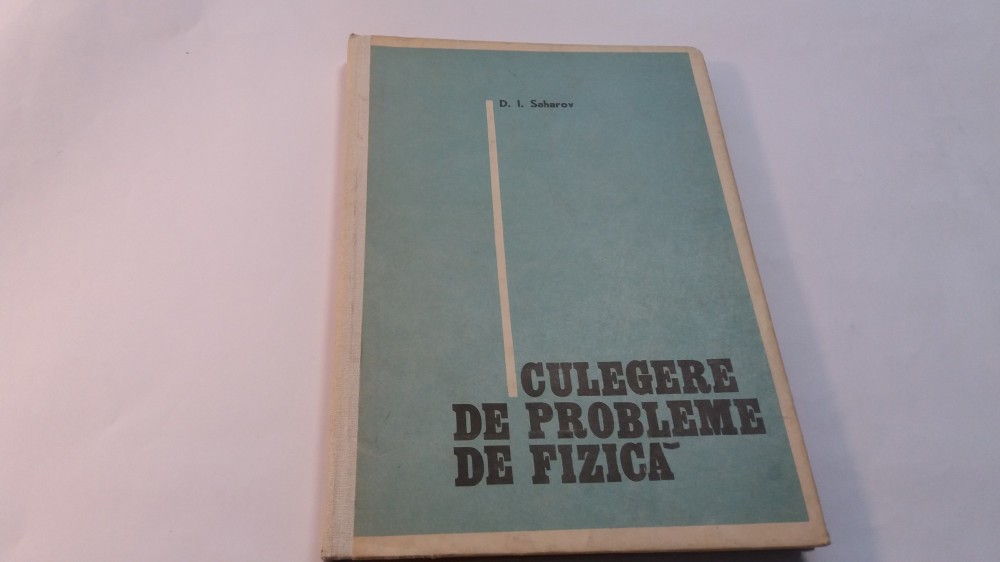 D. I. Saharov
CULEGERE
DE PROBLEME
DE FIZICĂ